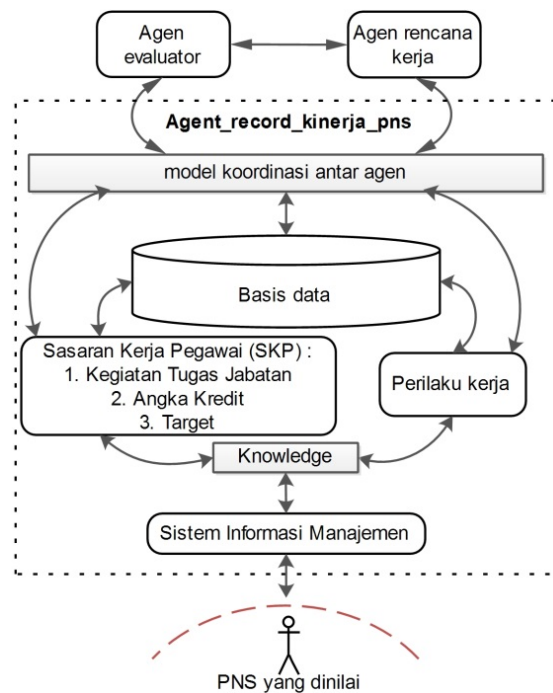 Agen
evaluator
Agen rencana
kerja
Agent_record_kinerja_pns
model koordinasi antar agen
Basis data
Sasaran Kerja Pegawai (SKP) :
1. Kegiatan Tugas Jabatan
2. Angka Kredit
3. Target
Perilaku kerja
Knowledge
Sistem Informasi Manajemen
PNS yang dinilai